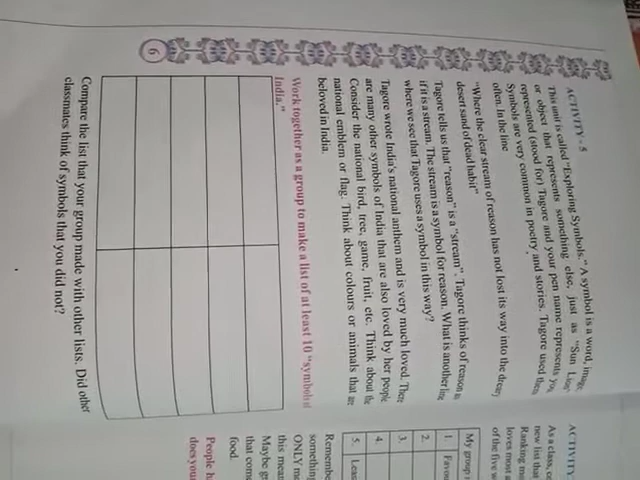 ACTIVITY - 5
This unit is called "Exploring Symbols." A symbol is a word, image
or object that represents something else, just as "Sun
represented (stood for) Tagore and your pen name represents you.
Symbols are very common in poetry and stories. Tagore used them
often. In the line
"Where the clear stream of reason has not lost its way into the dreary
desert sand of dead habit"
Tagore tells us that "reason" is a "stream". Tagore thinks of reason as
if it is a stream. The stream is a symbol for reason. What is another line
where we see that Tagore uses a symbol in this way?
Tagore wrote India's national anthem and is very much loved. There
are many other symbols of India that are also loved by her people.
Consider the national bird, tree, game, fruit, etc. Think about the
national emblem or flag. Think about colours or animals that are
beloved in India.
Work together as a group to make a list of at least 10 "symbols of
India."
Compare the list that your group made with other lists. Did other
classmates think of symbols that you did not?
6
ACTIVITY
As a class, c
new list that
Ranking me
loves most a
of the five w
My group
1. Favou
2.
3.
4.
5. Leas
Remembe
something
ONLY me
this mean
Maybe
that come
food.
People h
does your